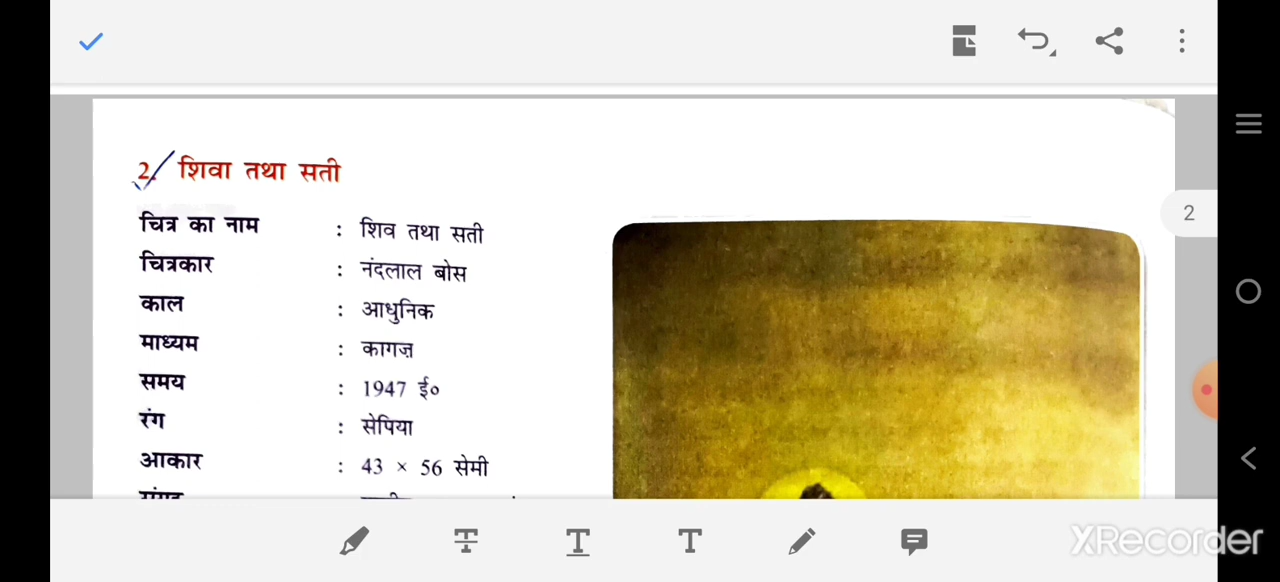 2. शिवा तथा सती
चित्र का नाम : शिव तथा सती
चित्रकार : नंदलाल बोस
काल : आधुनिक
माध्यम : कागज़
समय : 1947 ई०
रंग : सेपिया
आकार : 43 × 56 सेमी
2
T T T
XRecorder